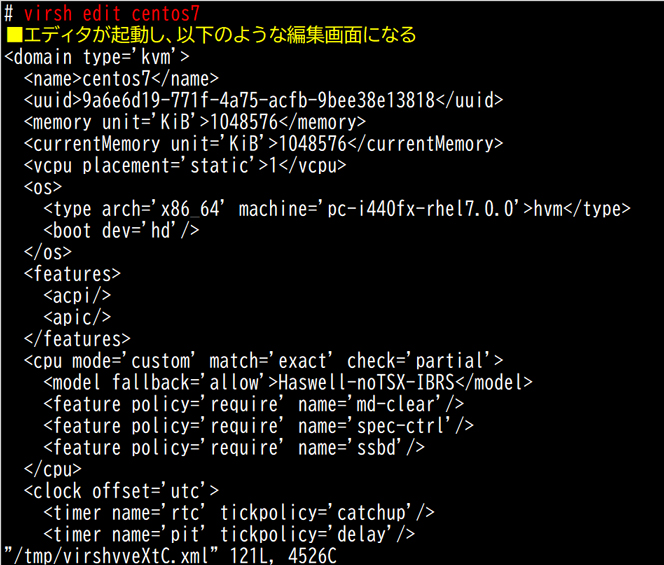 # virsh edit centos7
■エディタが起動し、以下のような編集画面になる
<domain type='kvm'>
  <name>centos7</name>
  <uuid>9a6e6d19-771f-4a75-acfb-9bee38e13818</uuid>
  <memory unit='KiB'>1048576</memory>
  <currentMemory unit='KiB'>1048576</currentMemory>
  <vcpu placement='static'>1</vcpu>
  <os>
    <type arch='x86_64' machine='pc-i440fx-rhel7.0.0'>hvm</type>
    <boot dev='hd'/>
  </os>
  <features>
    <acpi/>
    <apic/>
  </features>
  <cpu mode='custom' match='exact' check='partial'>
    <model fallback='allow'>Haswell-noTSX-IBRS</model>
    <feature policy='require' name='md-clear'/>
    <feature policy='require' name='spec-ctrl'/>
    <feature policy='require' name='ssbd'/>
  </cpu>
  <clock offset='utc'>
    <timer name='rtc' tickpolicy='catchup'/>
    <timer name='pit' tickpolicy='delay'/>
"/tmp/virshvveXtC.xml" 121L, 4526C